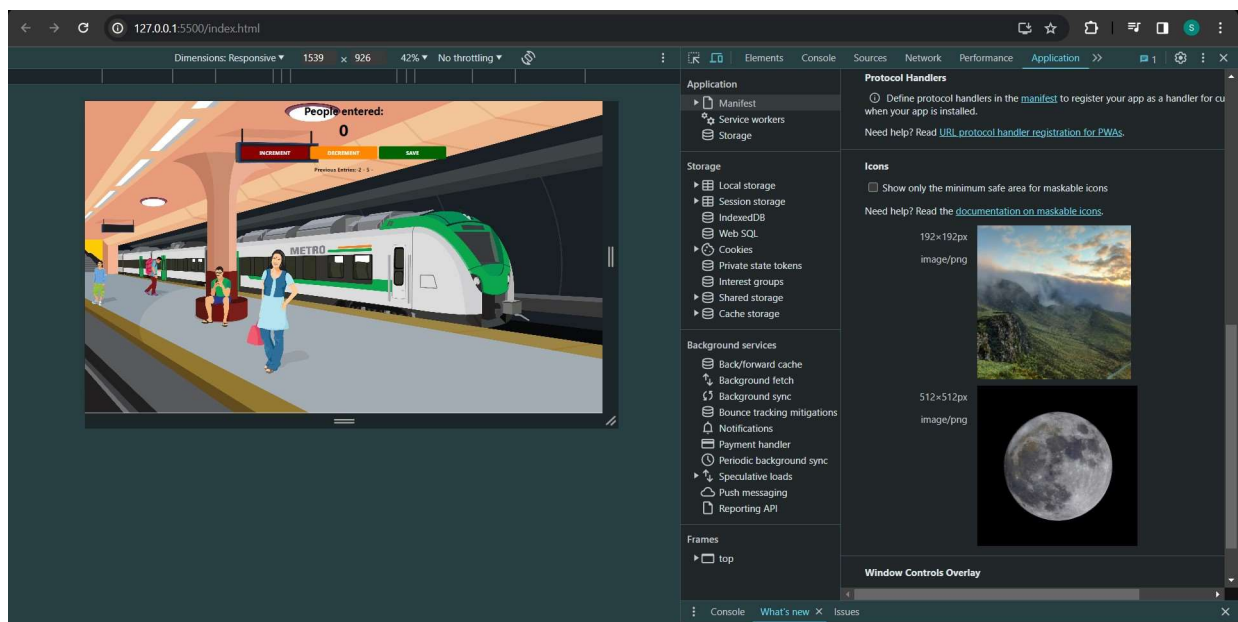 127.0.0.1:5500/index.html
S
Dimensions: Responsive ▼ 1539 × 926 42% ▼ No throttling ▼
Elements Console Sources Network Performance Application 1
People entered:
0
INCREMENT DECREMENT SAVE
Previous Entries: 2 - 5 -
METRO
Application
Manifest
Service workers
Storage
Storage
Local storage
Session storage
IndexedDB
Web SQL
Cookies
Private state tokens
Interest groups
Shared storage
Cache storage
Background services
Back/forward cache
Background fetch
Background sync
Bounce tracking mitigations
Notifications
Payment handler
Periodic background sync
Speculative loads
Push messaging
Reporting API
Frames
top
Protocol Handlers
Define protocol handlers in the manifest to register your app as a handler for cu
when your app is installed.
Need help? Read URL protocol handler registration for PWAs.
Icons
Show only the minimum safe area for maskable icons
Need help? Read the documentation on maskable icons.
192×192px
image/png
512×512px
image/png
Window Controls Overlay
Console What's new Issues